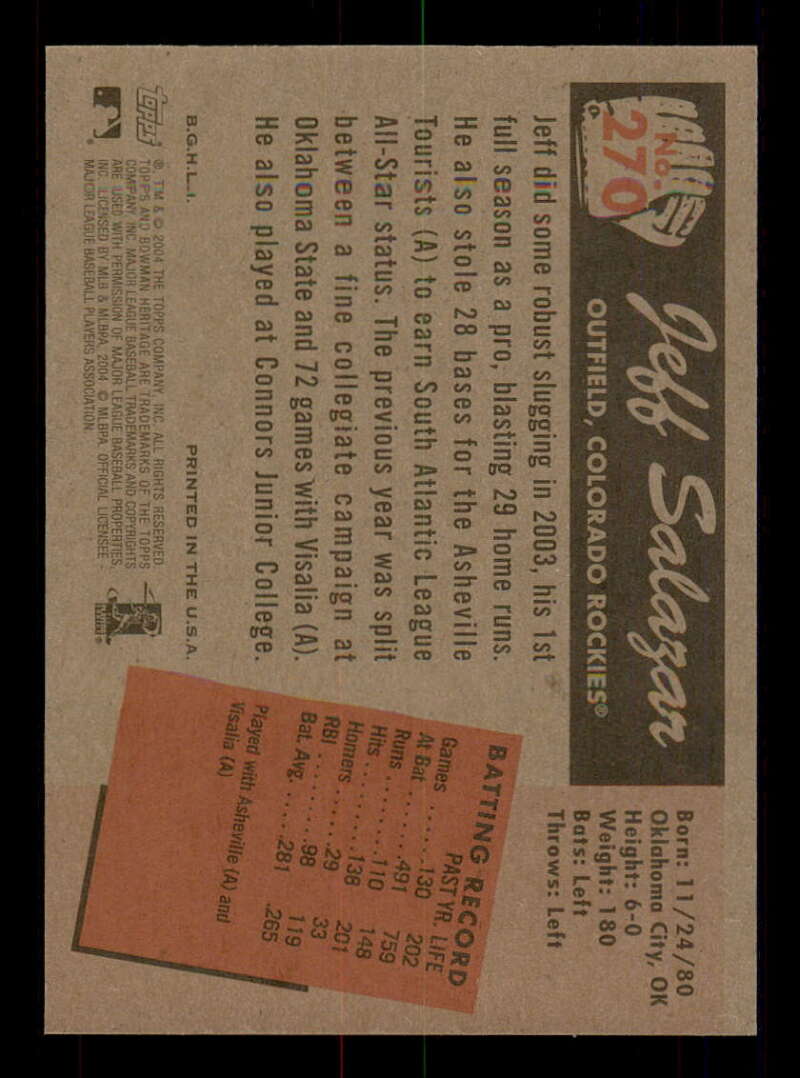 No.
270
Jeff Salazar
OUTFIELD, COLORADO ROCKIES®
Born: 11/24/80
Oklahoma City, OK
Height: 6-0
Weight: 180
Bats: Left
Throws: Left
Jeff did some robust slugging in 2003, his 1st
full season as a pro, blasting 29 home runs.
He also stole 28 bases for the Asheville
Tourists (A) to earn South Atlantic League
All-Star status. The previous year was split
between a fine collegiate campaign at
Oklahoma State and 72 games with Visalia (A).
He also played at Connors Junior College.
BATTING RECORD
PAST YR. LIFE
Games ......130 202
At Bat ......491 759
Runs ........110 148
Hits ........138 201
Homers ......29 33
RBI ........98 119
Bat. Avg. .....281 .265
Played with Asheville (A) and
Visalia (A)
B.G.H.L.I. PRINTED IN THE U.S.A.
topps
®, TM & © 2004 THE TOPPS COMPANY, INC. ALL RIGHTS RESERVED.
TOPPS AND BOWMAN HERITAGE ARE TRADEMARKS OF THE TOPPS
COMPANY, INC. MAJOR LEAGUE BASEBALL TRADEMARKS AND COPYRIGHTS
ARE USED WITH PERMISSION OF MAJOR LEAGUE BASEBALL PROPERTIES,
INC. LICENSED BY MLB & MLBPA, 2004 © MLBPA, OFFICIAL LICENSEE -
MAJOR LEAGUE BASEBALL PLAYERS ASSOCIATION.